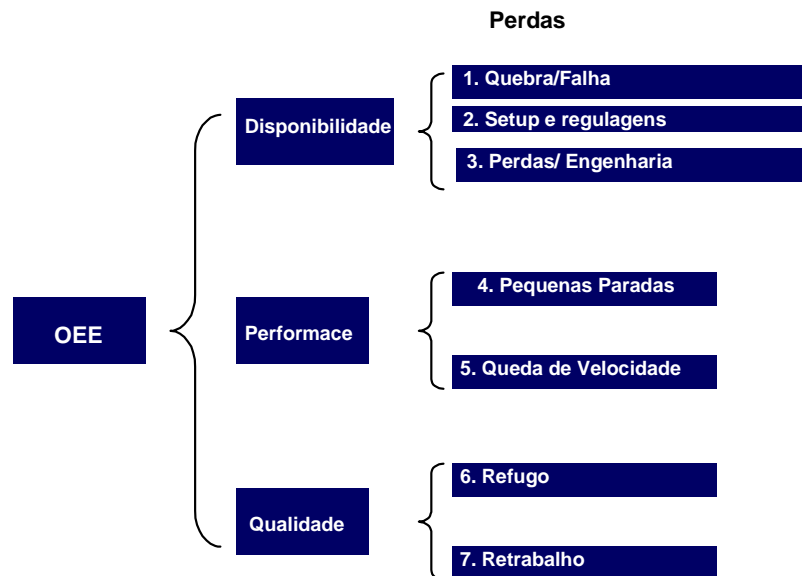 Perdas
1. Quebra/Falha
Disponibilidade
2. Setup e regulagens
3. Perdas/ Engenharia
4. Pequenas Paradas
OEE
Performace
5. Queda de Velocidade
6. Refugo
Qualidade
7. Retrabalho